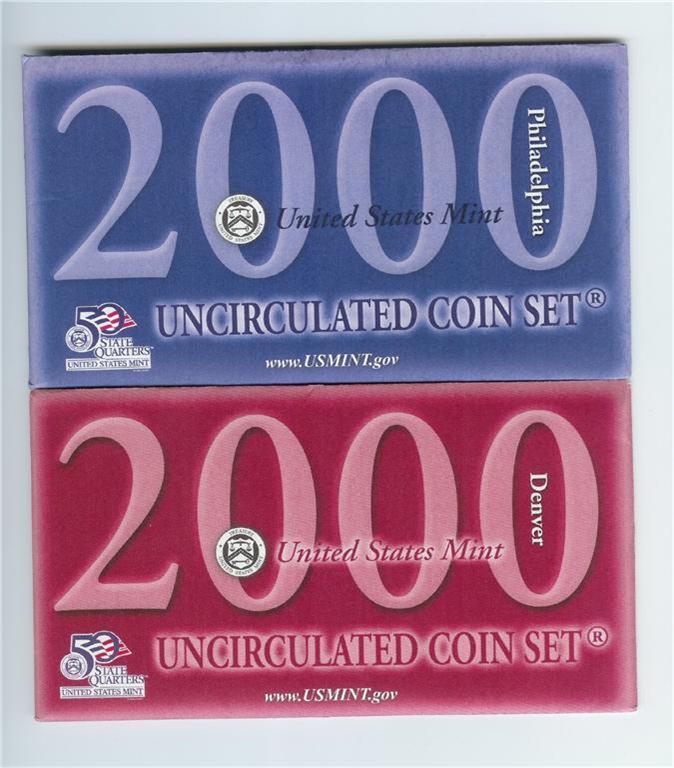 2000
Philadelphia
United States Mint
UNCIRCULATED COIN SET®
50
STATE
QUARTERS
UNITED STATES MINT
www.USMINT.gov
2000
Denver
United States Mint
UNCIRCULATED COIN SET®
50
STATE
QUARTERS
UNITED STATES MINT
www.USMINT.gov